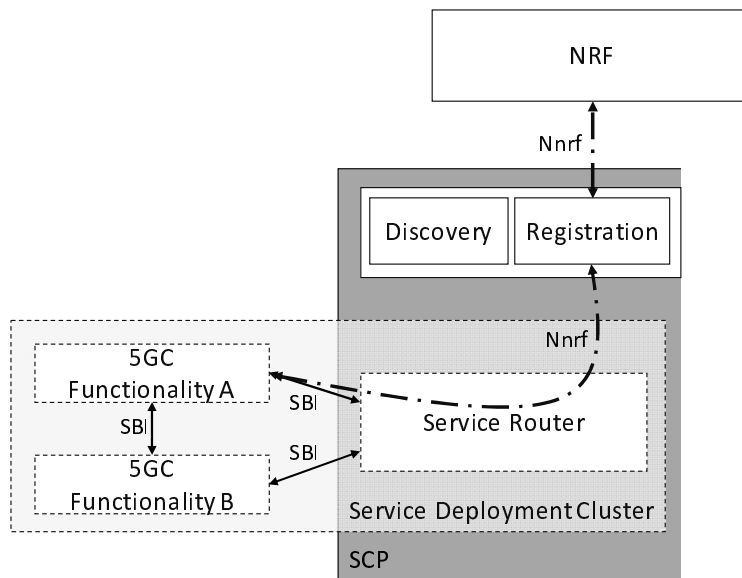 NRF
Nnrf
Discovery
Registration
Nnrf
5GC
Functionality A
SBI
SBI
Service Router
SBI
5GC
Functionality B
Service Deployment Cluster
SCP